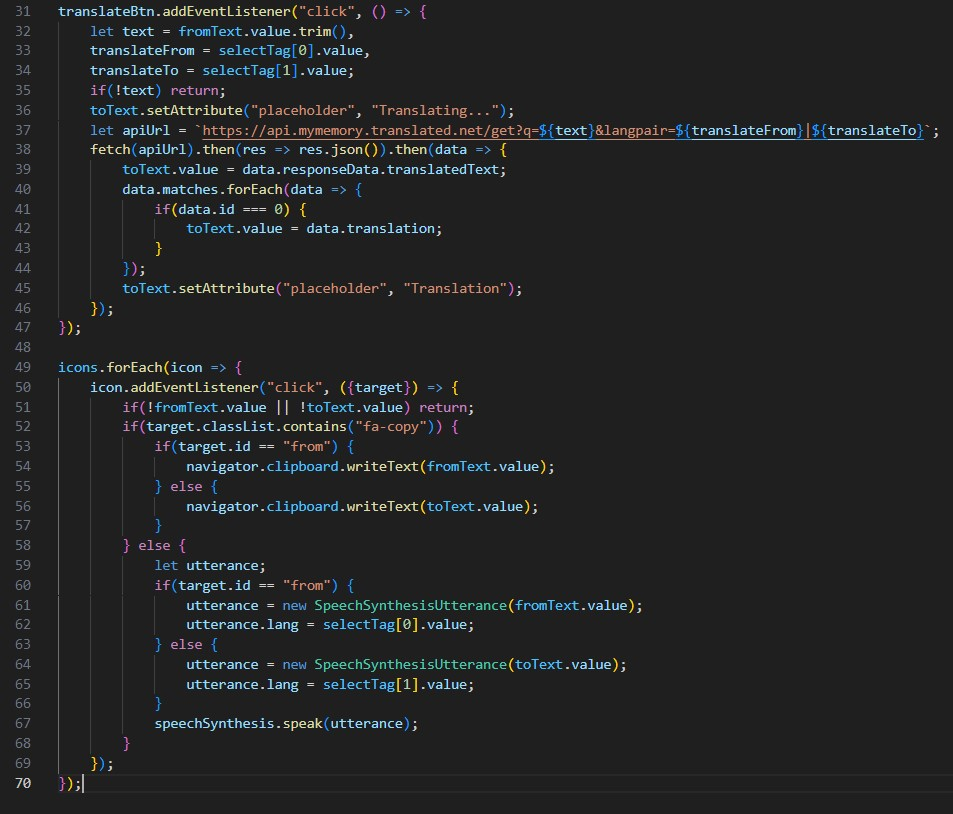 31 translateBtn.addEventListener("click", () => {
32     let text = fromText.value.trim(),
33     translateFrom = selectTag[0].value,
34     translateTo = selectTag[1].value;
35     if(!text) return;
36     toText.setAttribute("placeholder", "Translating...");
37     let apiUrl = `https://api.mymemory.translated.net/get?q=${text}&langpair=${translateFrom}|${translateTo}`;
38     fetch(apiUrl).then(res => res.json()).then(data => {
39         toText.value = data.responseData.translatedText;
40         data.matches.forEach(data => {
41             if(data.id === 0) {
42                 toText.value = data.translation;
43             }
44         });
45         toText.setAttribute("placeholder", "Translation");
46     });
47 });
48
49 icons.forEach(icon => {
50     icon.addEventListener("click", ({target}) => {
51         if(!fromText.value || !toText.value) return;
52         if(target.classList.contains("fa-copy")) {
53             if(target.id == "from") {
54                 navigator.clipboard.writeText(fromText.value);
55             } else {
56                 navigator.clipboard.writeText(toText.value);
57             }
58         } else {
59             let utterance;
60             if(target.id == "from") {
61                 utterance = new SpeechSynthesisUtterance(fromText.value);
62                 utterance.lang = selectTag[0].value;
63             } else {
64                 utterance = new SpeechSynthesisUtterance(toText.value);
65                 utterance.lang = selectTag[1].value;
66             }
67             speechSynthesis.speak(utterance);
68         }
69     });
70 });